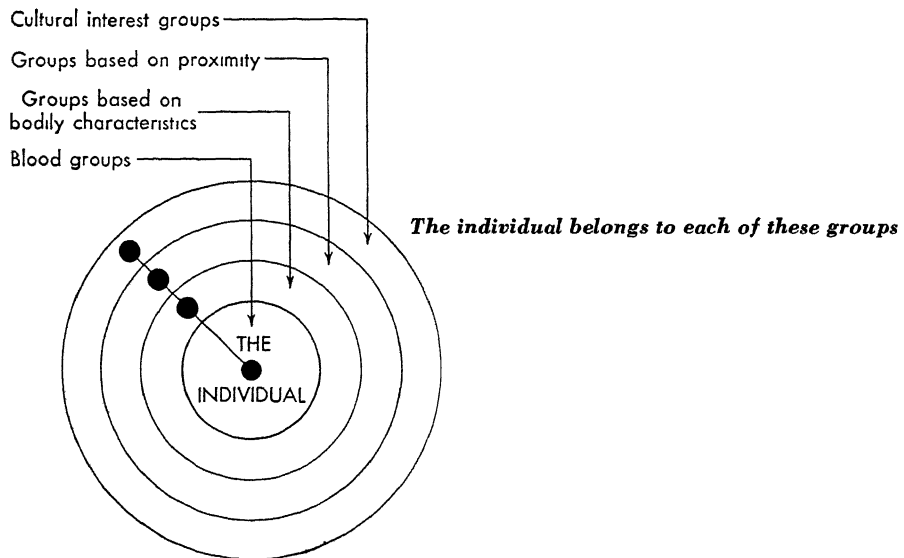 Cultural interest groups
Groups based on proximity
Groups based on
bodily characteristics
Blood groups
The individual belongs to each of these groups
THE
INDIVIDUAL